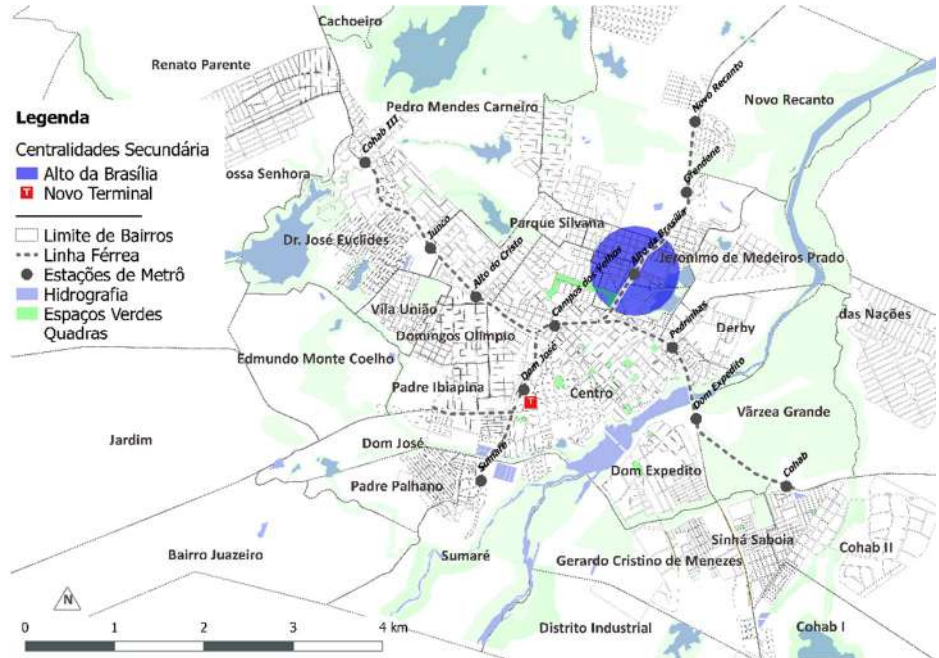 Cachoeiro
Renato Parente
Pedro Mendes Carneiro
Novo Recanto
Novo Recanto
Legenda
Centralidades Secundária
Alto da Brasília
T Novo Terminal
Limite de Bairros
Linha Férrea
Estações de Metrô
Hidrografia
Espaços Verdes
Quadras
Cohab III
ossa Senhora
Grendene
Parque Silvana
Dr. José Euclides
Junco
Alto do Cristo
Campos dos Velhos
Alto da Brasília
Jeronimo de Medeiros Prado
Vila União
Domingos Olímpio
Pedrinhas
Derby
das Nações
Edmundo Monte Coelho
Dom José
Padre Ibiapina
T
Centro
Dom Expedito
Várzea Grande
Jardim
Dom José
Sumaré
Padre Palhano
Dom Expedito
Cohab
Sinhá Saboia
Bairro Juazeiro
Sumaré
Gerardo Cristino de Menezes
Cohab II
N
Distrito Industrial
Cohab I
0 1 2 3 4 km